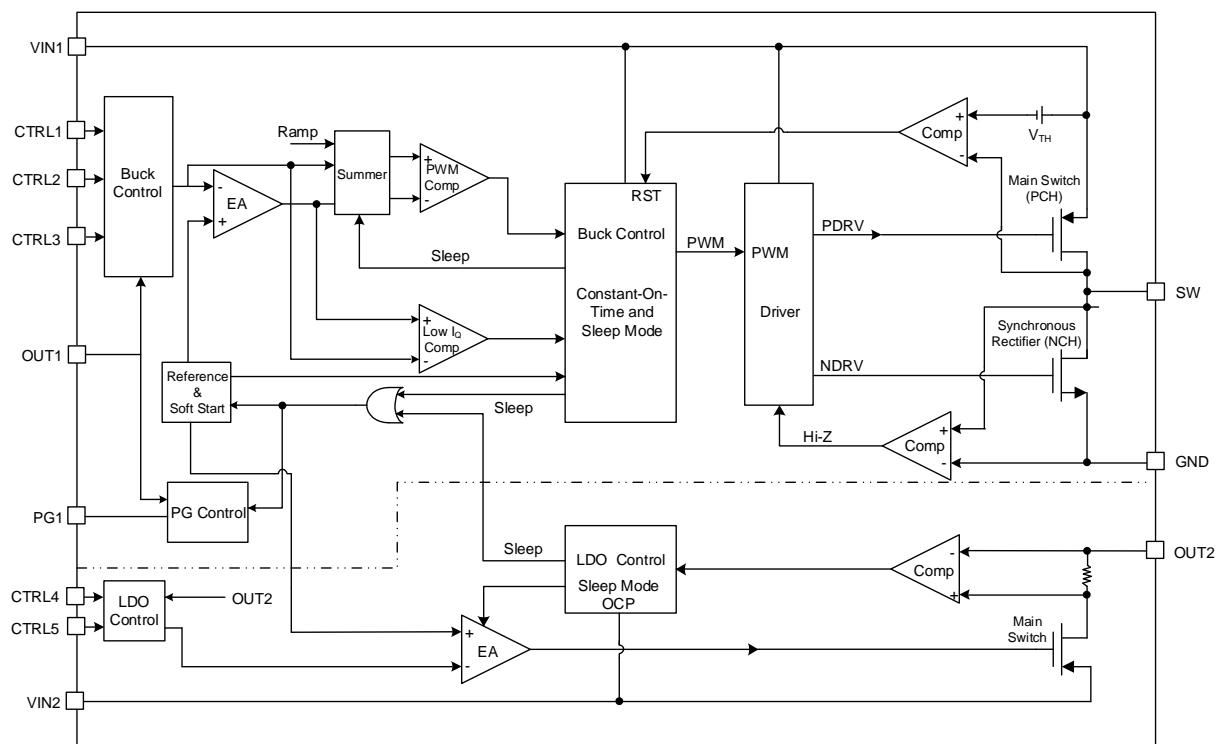 VIN1
CTRL1
CTRL2
CTRL3
Buck
Control
Ramp
Summer
+
PWM
Comp
-
-
EA
+
Sleep
+
Low IQ
Comp
-
OUT1
Reference
&
Soft Start
PG Control
PG1
RST
Buck Control
Constant-On-
Time and
Sleep Mode
Sleep
PWM
PWM
Driver
PDRV
NDRV
Hi-Z
+
Comp
-
VTH
Main Switch
(PCH)
SW
Synchronous
Rectifier (NCH)
+
Comp
-
GND
Sleep
LDO Control
Sleep Mode
OCP
-
Comp
+
OUT2
CTRL4
CTRL5
LDO
Control
OUT2
+
EA
-
Main
Switch
VIN2